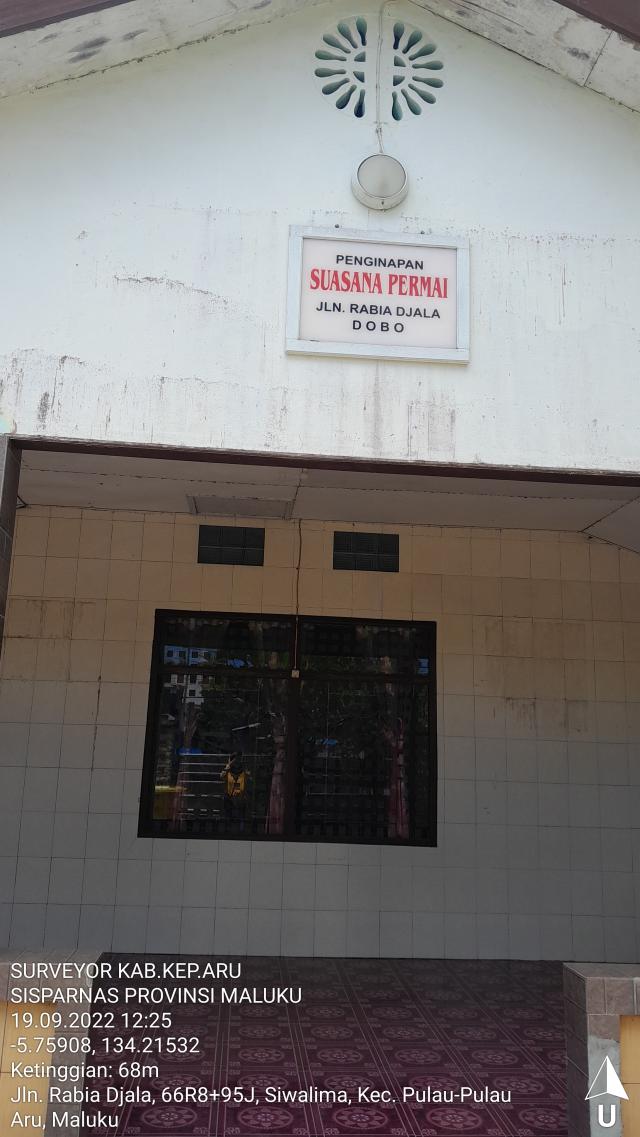 PENGINAPAN
SUASANA PERMAI
JLN. RABIA DJALA
DOBO
SURVEYOR KAB.KEP.ARU
SISPARNAS PROVINSI MALUKU
19.09.2022 12:25
-5.75908, 134.21532
Ketinggian: 68m
Jln. Rabia Djala, 66R8+95J, Siwalima, Kec. Pulau-Pulau
Aru, Maluku
U